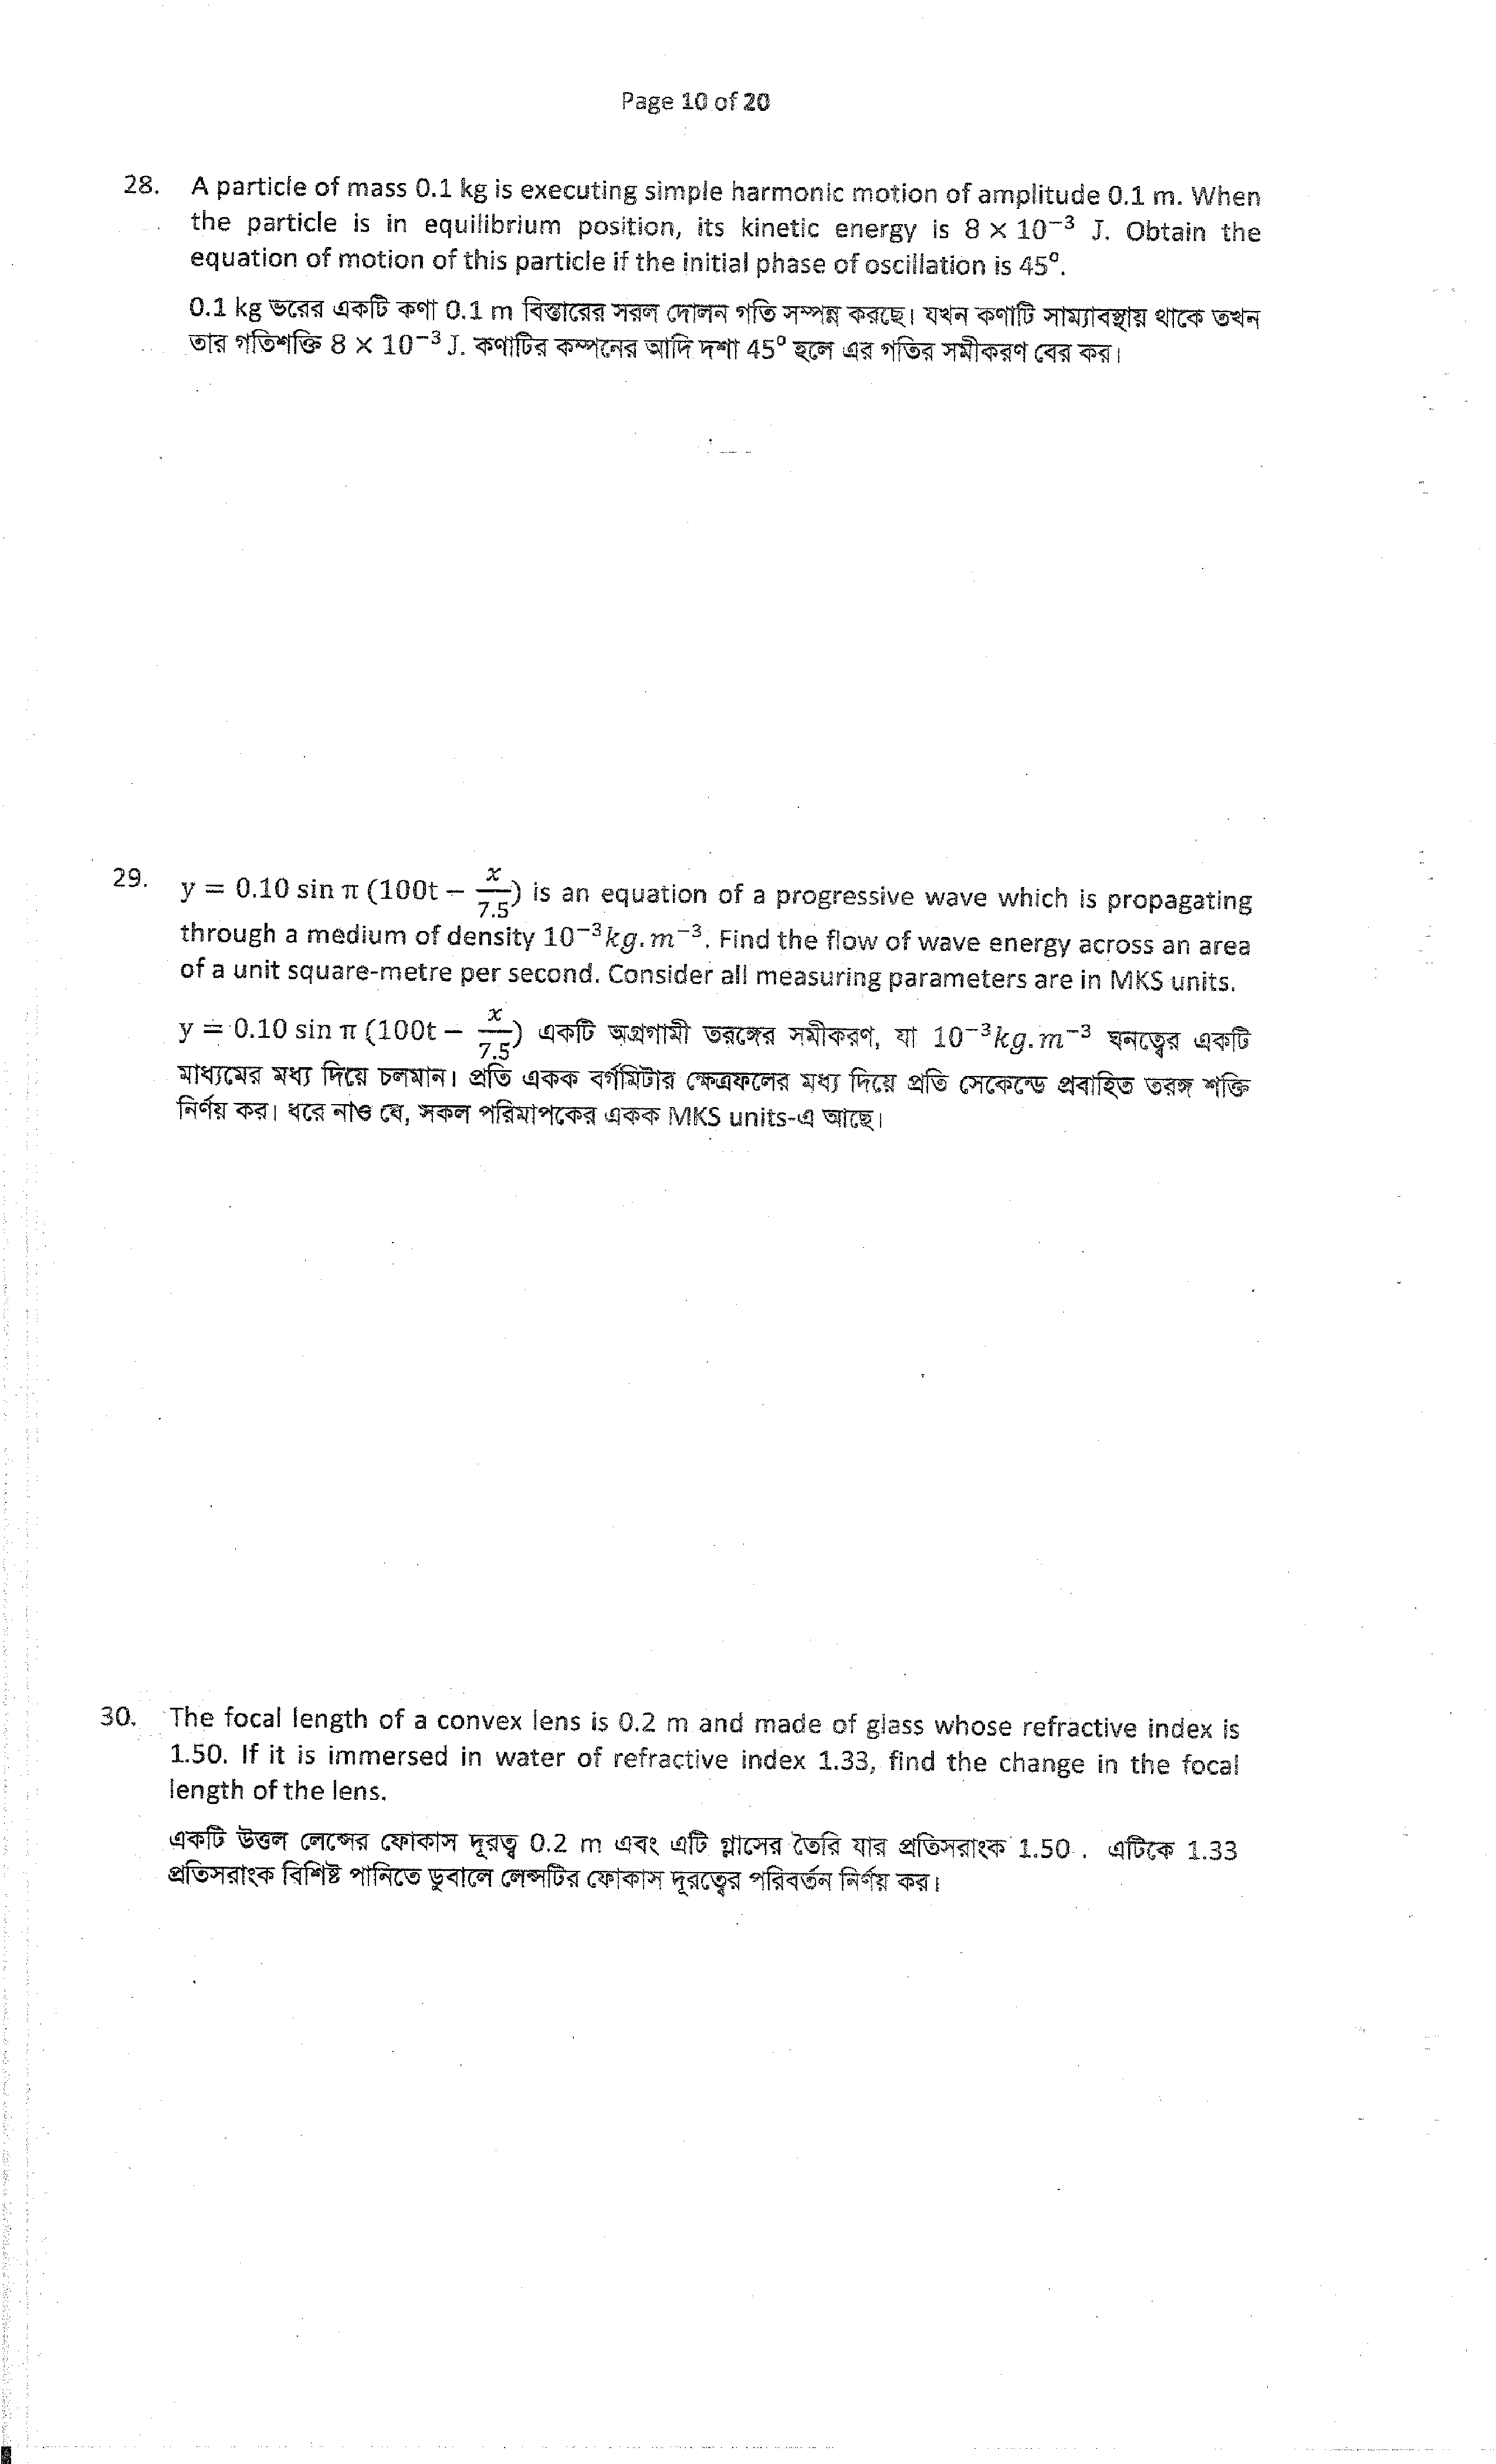 Page 10 of 20
28. A particle of mass 0.1 kg is executing simple harmonic motion of amplitude 0.1 m. When
the particle is in equilibrium position, its kinetic energy is 8 × 10⁻³ J. Obtain the
equation of motion of this particle if the initial phase of oscillation is 45°.
0.1 kg ভরের একটি কণা 0.1 m বিস্তারের সরল দোলন গতি সম্পন্ন করছে। যখন কণাটি সাম্যাবস্থায় থাকে তখন
তার গতিশক্তি 8 × 10⁻³ J. কণাটির কম্পনের আদি দশা 45° হলে এর গতির সমীকরণ বের কর।
29. y = 0.10 sin π (100t − x/7.5) is an equation of a progressive wave which is propagating
through a medium of density 10⁻³kg.m⁻³. Find the flow of wave energy across an area
of a unit square-metre per second. Consider all measuring parameters are in MKS units.
y = 0.10 sin π (100t − x/7.5) একটি অগ্রগামী তরঙ্গের সমীকরণ, যা 10⁻³kg.m⁻³ ঘনত্বের একটি
মাধ্যমের মধ্য দিয়ে চলমান। প্রতি একক বর্গমিটার ক্ষেত্রফলের মধ্য দিয়ে প্রতি সেকেন্ডে প্রবাহিত তরঙ্গ শক্তি
নির্ণয় কর। ধরে নাও যে, সকল পরিমাপকের একক MKS units-এ আছে।
30. The focal length of a convex lens is 0.2 m and made of glass whose refractive index is
1.50. If it is immersed in water of refractive index 1.33, find the change in the focal
length of the lens.
একটি উত্তল লেন্সের ফোকাস দূরত্ব 0.2 m এবং এটি গ্লাসের তৈরি যার প্রতিসরাংক 1.50 . এটিকে 1.33
প্রতিসরাংক বিশিষ্ট পানিতে ডুবালে লেন্সটির ফোকাস দূরত্বের পরিবর্তন নির্ণয় কর।